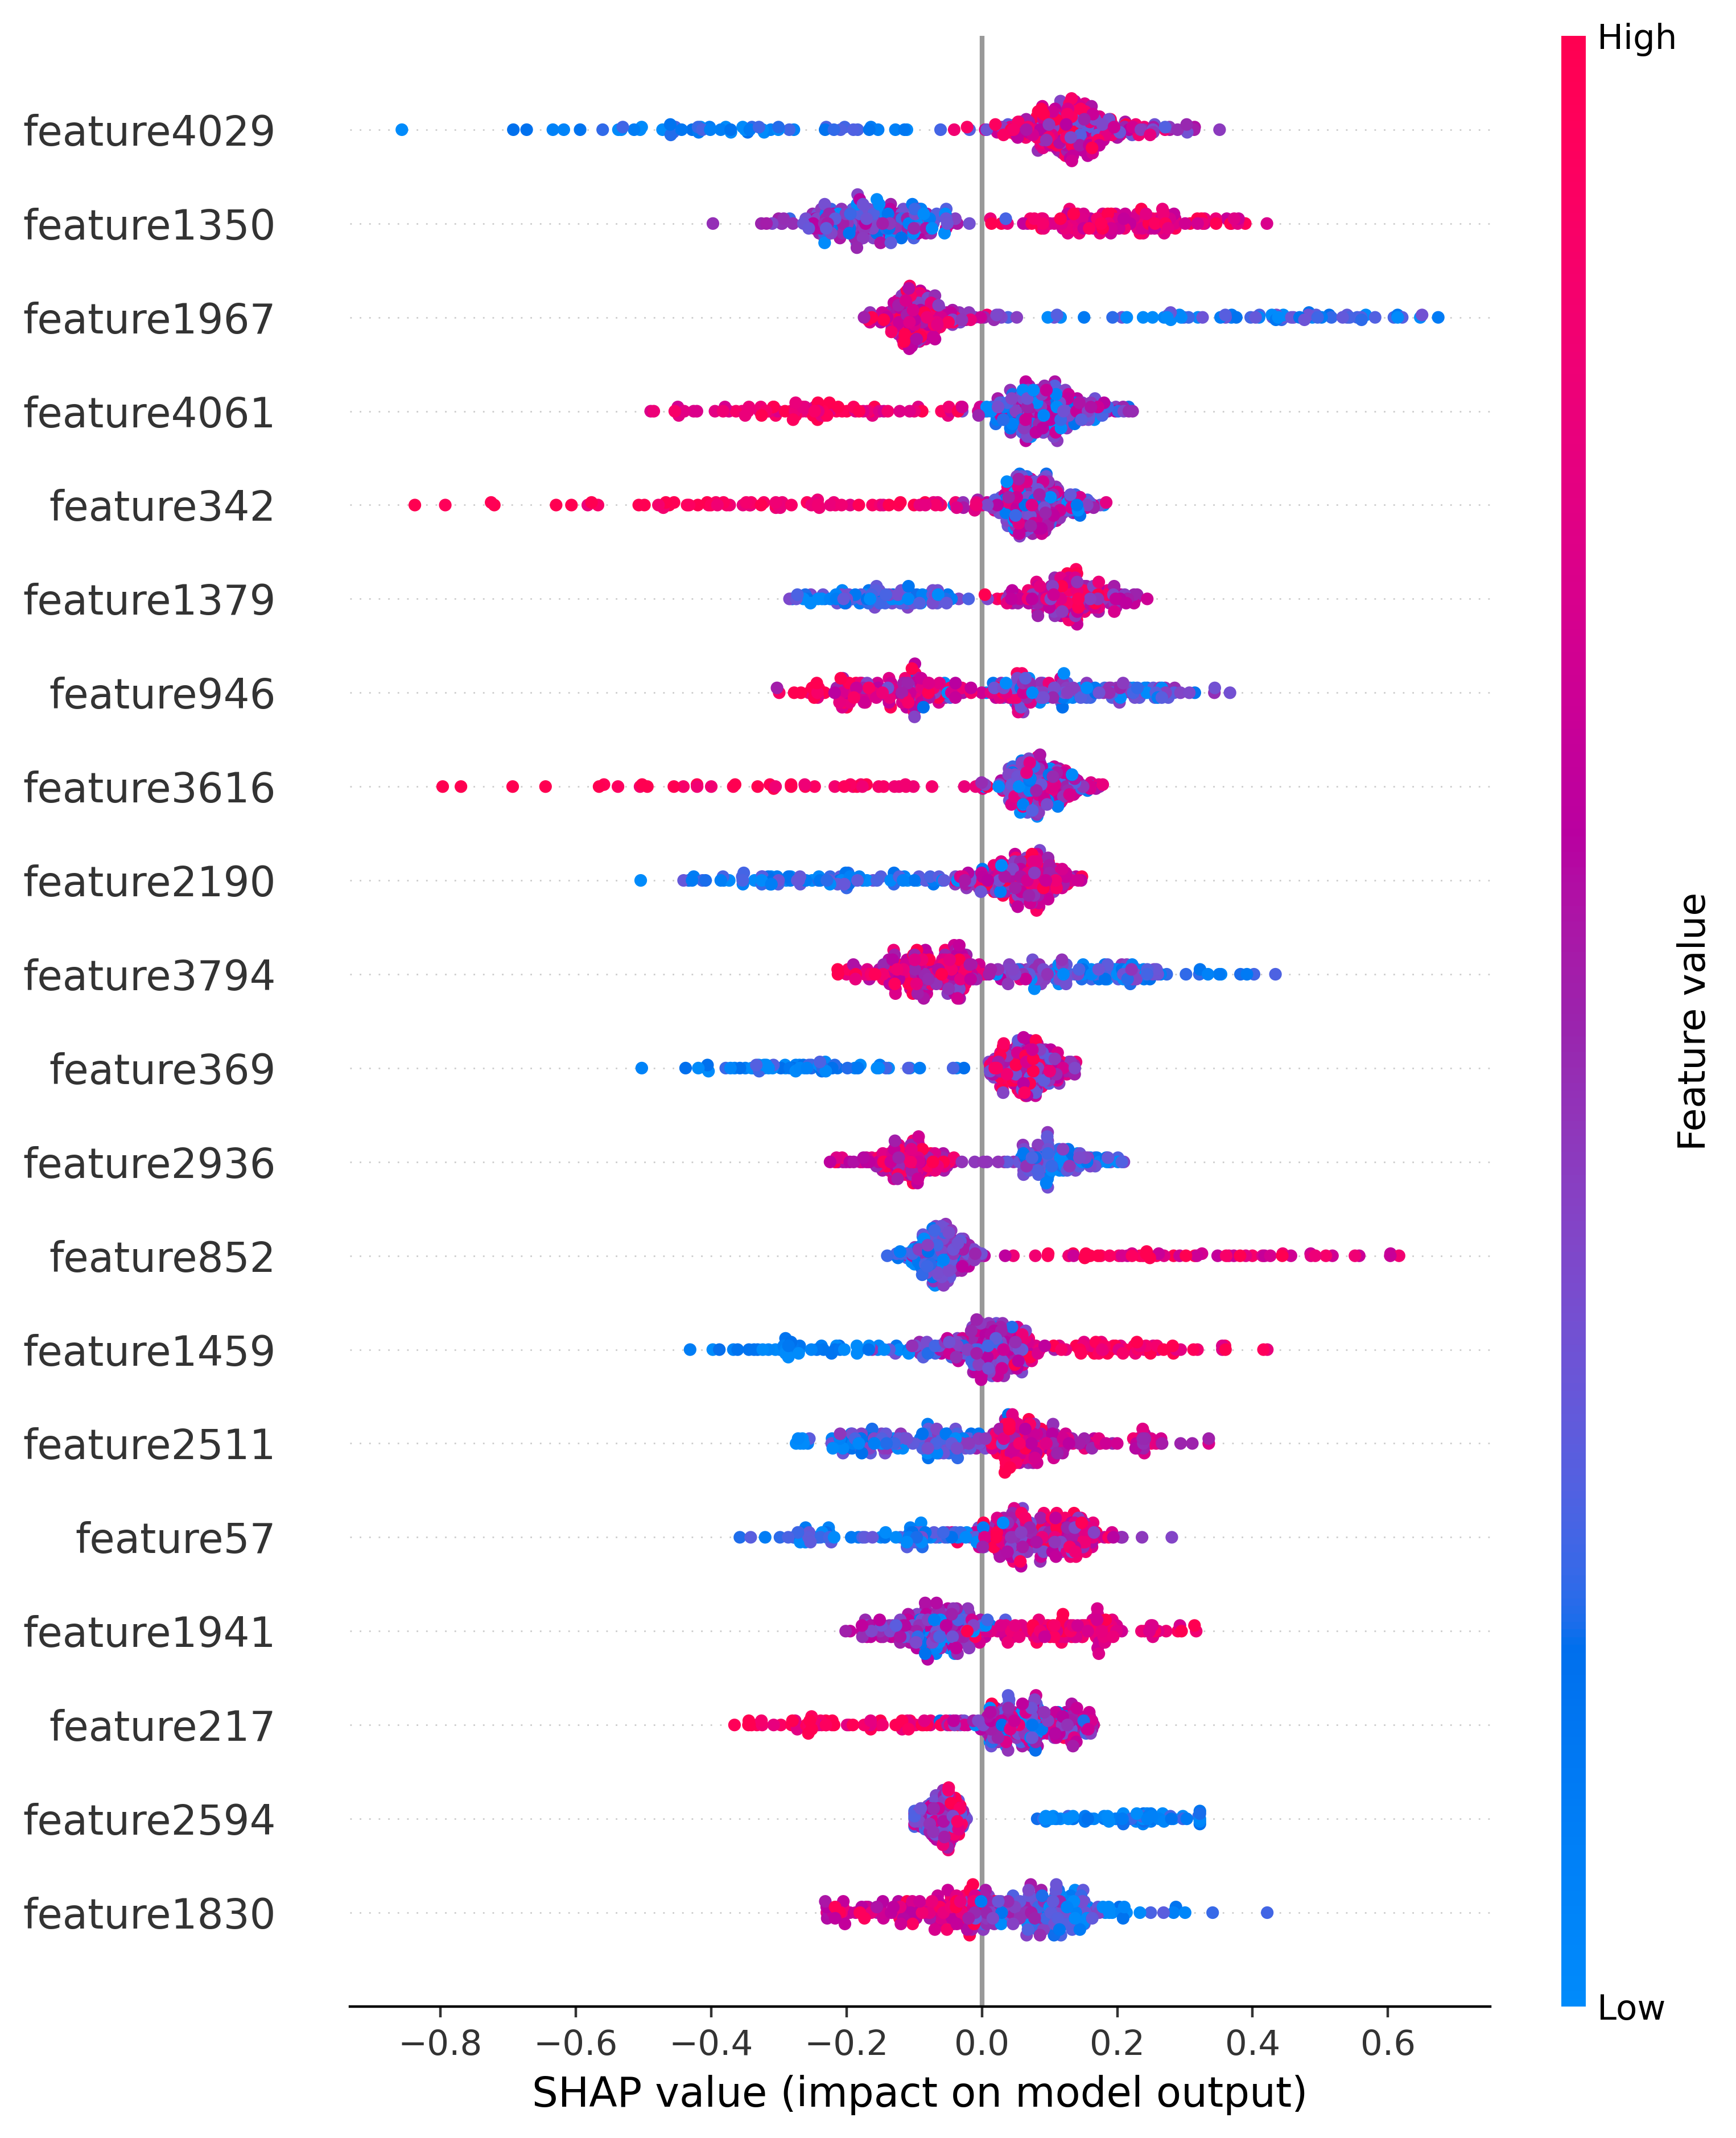 High
feature4029
feature1350
feature1967
feature4061
feature342
feature1379
feature946
feature3616
feature2190
feature3794
feature369
feature2936
feature852
feature1459
feature2511
feature57
feature1941
feature217
feature2594
feature1830
Feature value
Low
−0.8 −0.6 −0.4 −0.2 0.0 0.2 0.4 0.6
SHAP value (impact on model output)